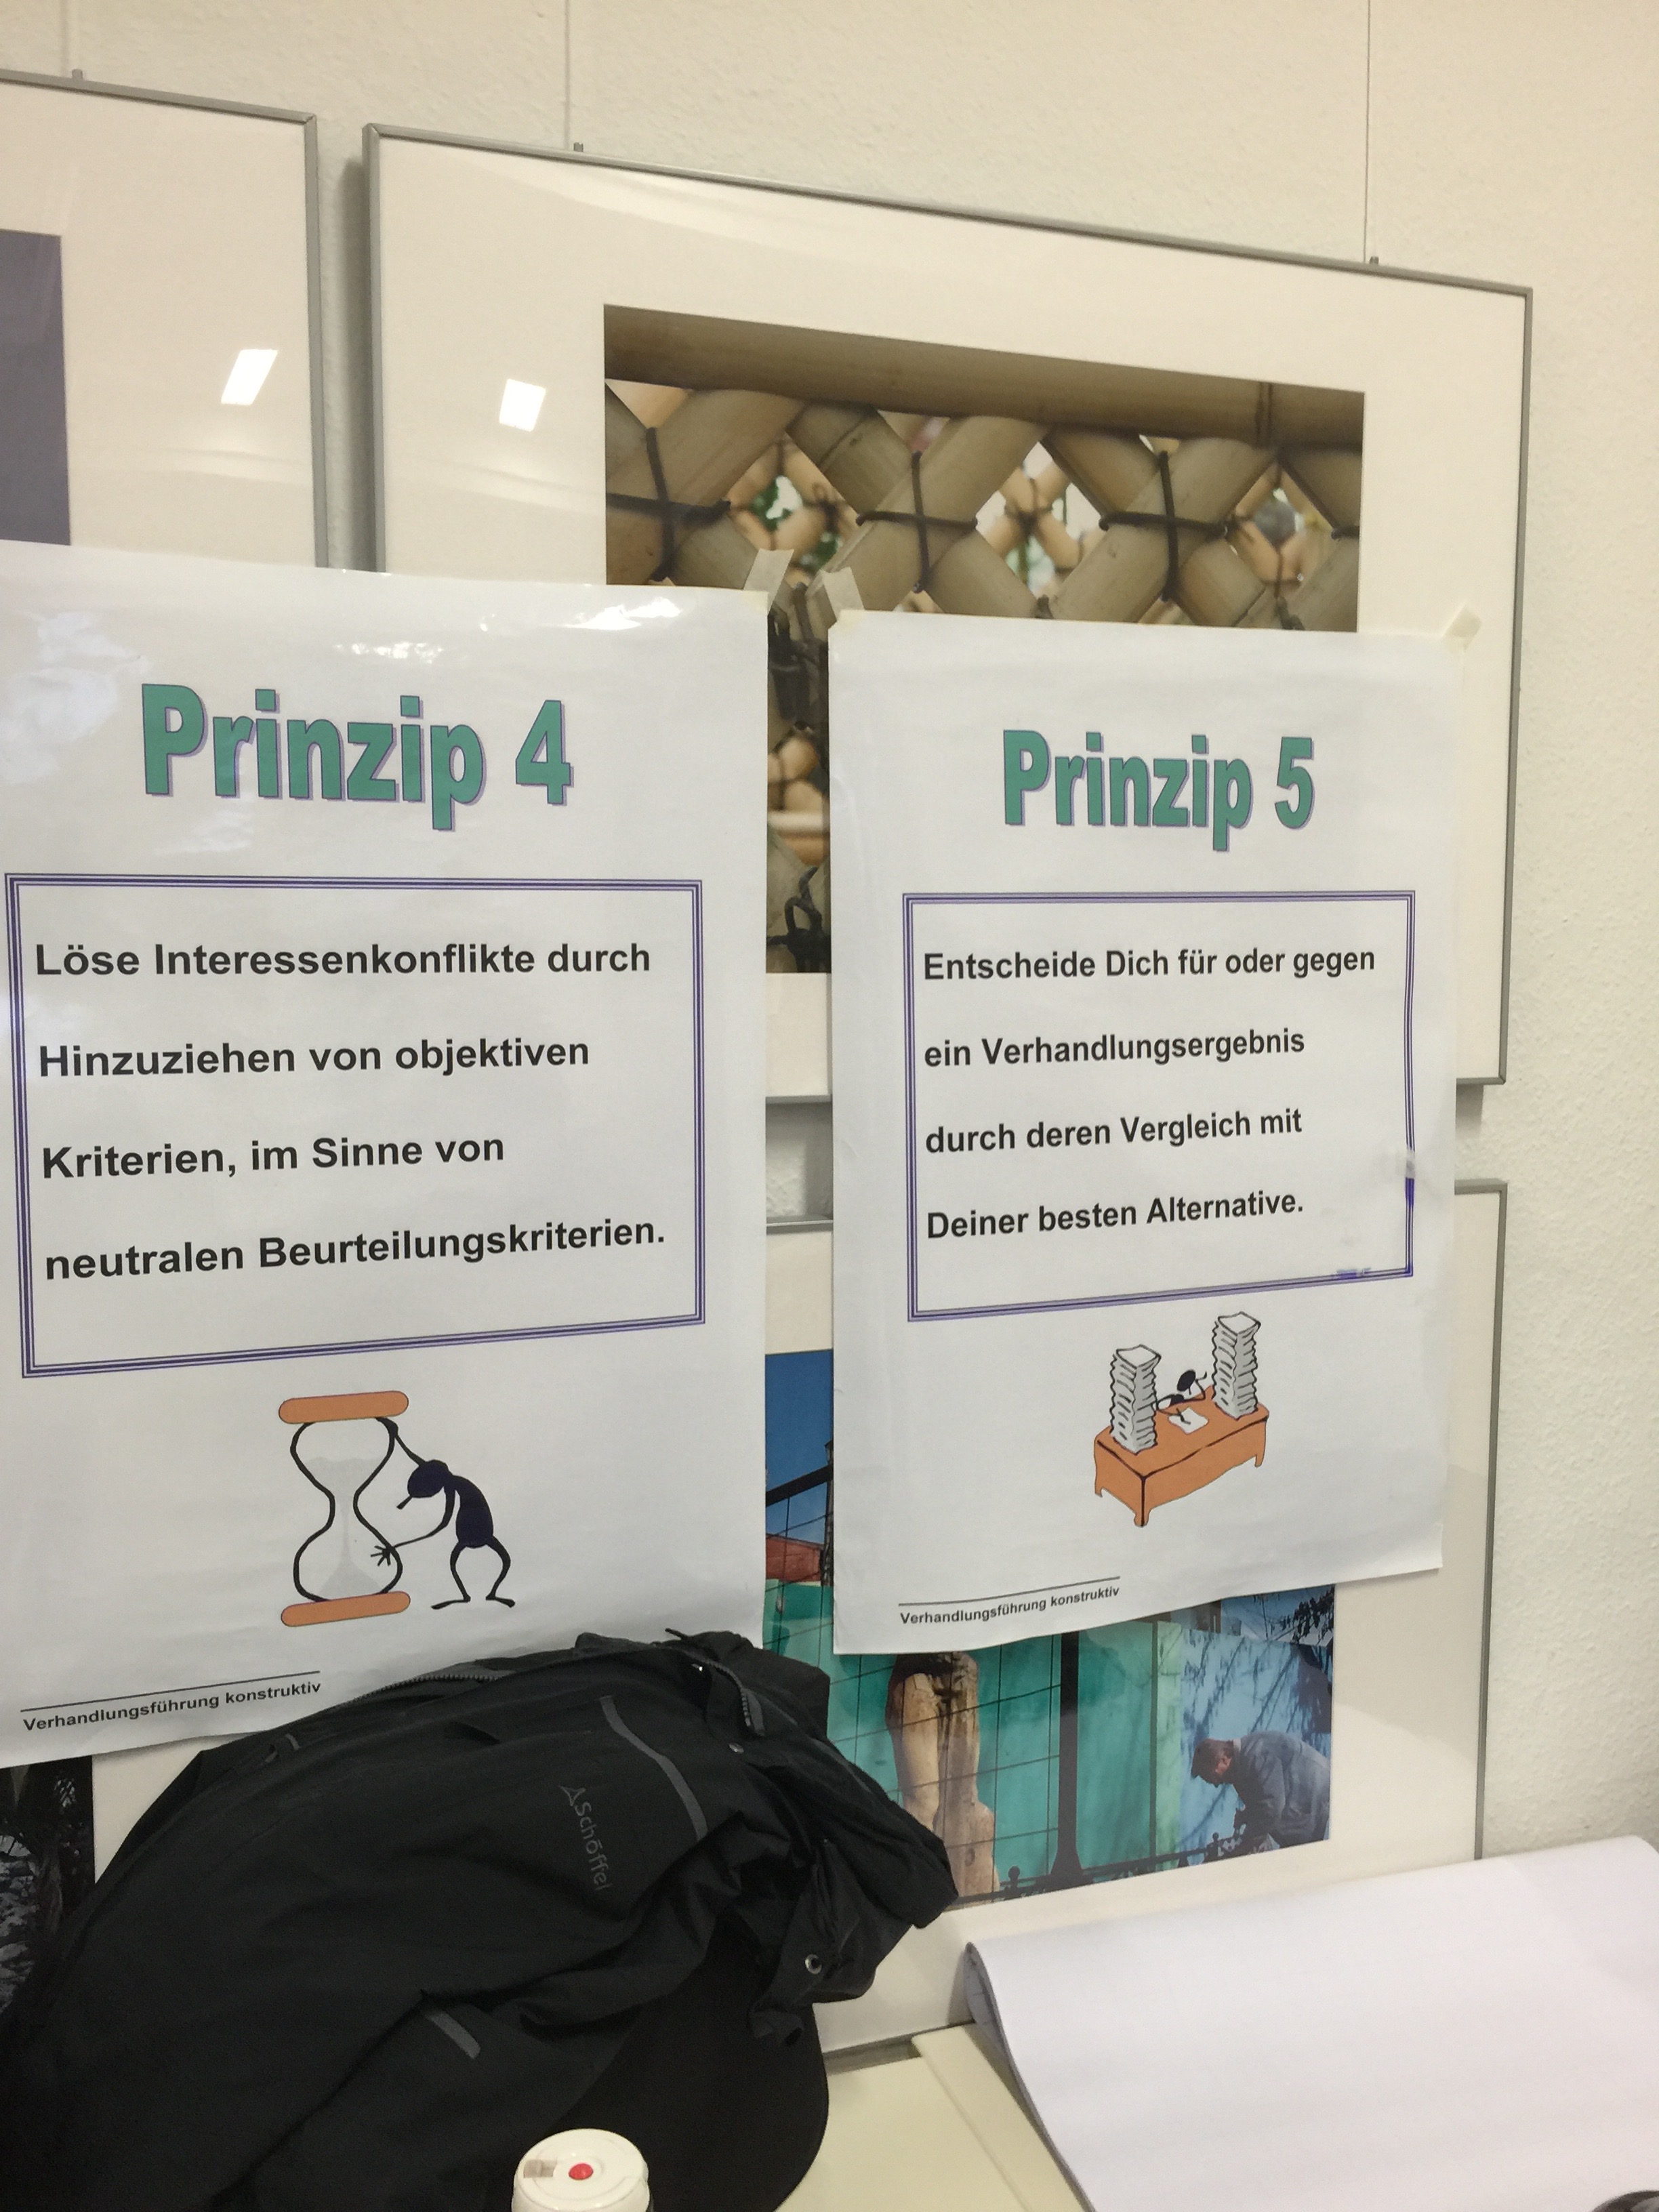 Prinzip 4
Löse Interessenkonflikte durch
Hinzuziehen von objektiven
Kriterien, im Sinne von
neutralen Beurteilungskriterien.
Verhandlungsführung konstruktiv
Prinzip 5
Entscheide Dich für oder gegen
ein Verhandlungsergebnis
durch deren Vergleich mit
Deiner besten Alternative.
Verhandlungsführung konstruktiv
Schöffel